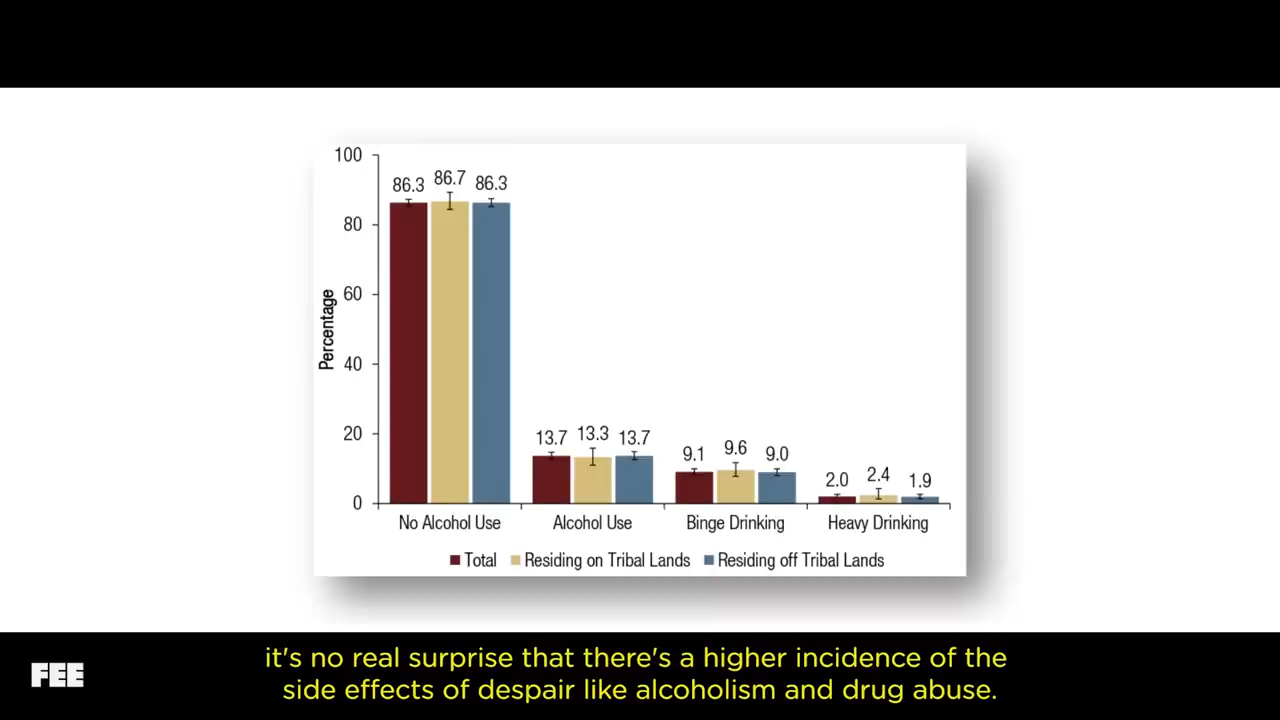 100
86.3 86.7 86.3
80
60
Percentage
40
20
13.7 13.3 13.7
9.1 9.6 9.0
2.0 2.4 1.9
0
No Alcohol Use Alcohol Use Binge Drinking Heavy Drinking
Total Residing on Tribal Lands Residing off Tribal Lands
FEE
it's no real surprise that there's a higher incidence of the
side effects of despair like alcoholism and drug abuse.